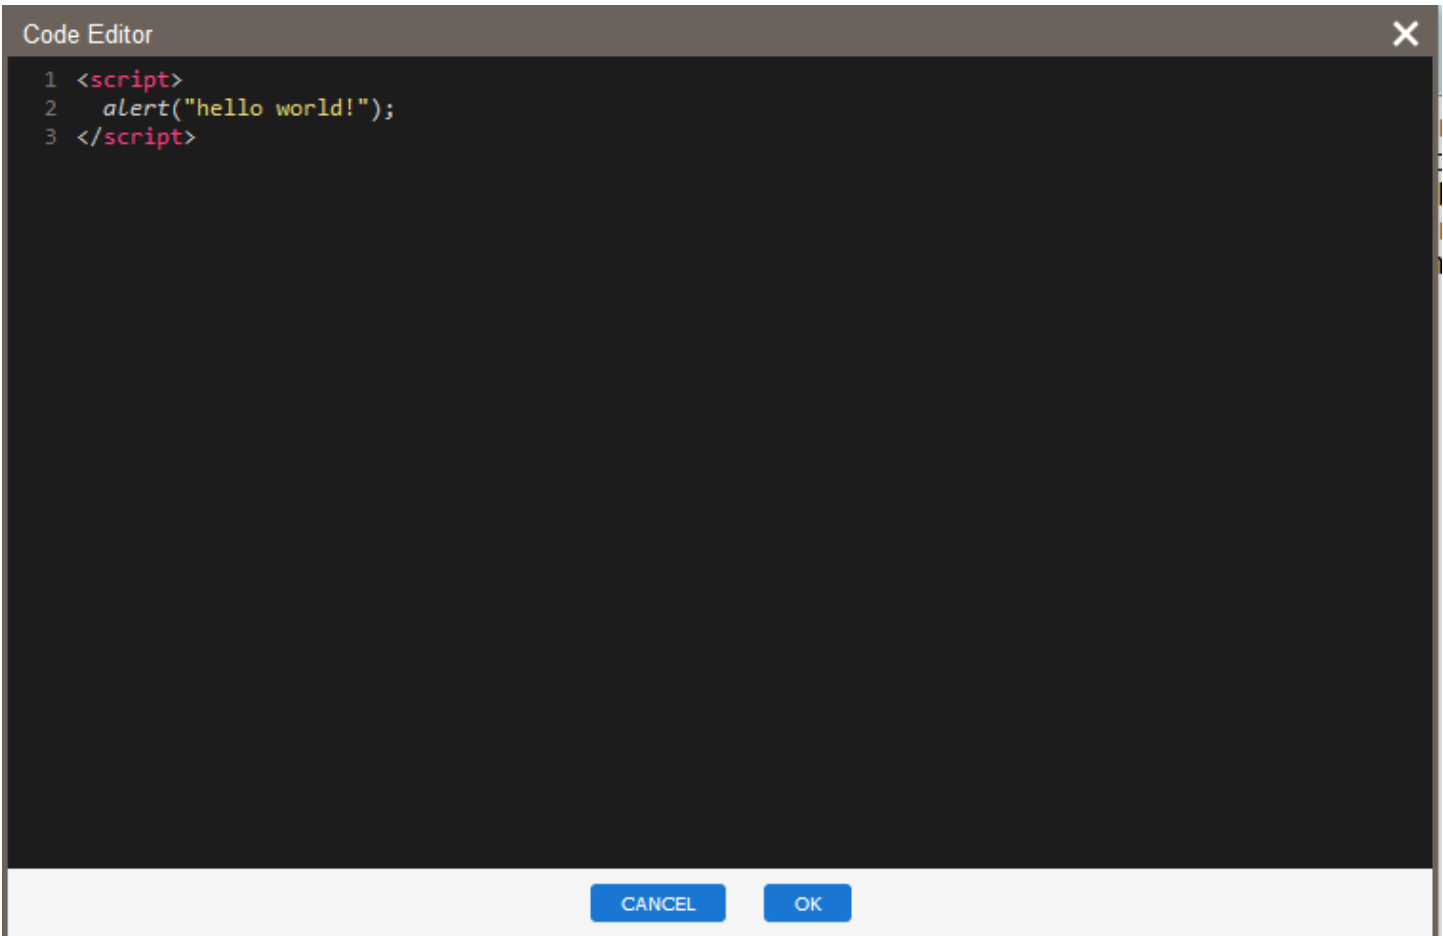 Code Editor
1 <script>
2 alert("hello world!");
3 </script>
CANCEL OK